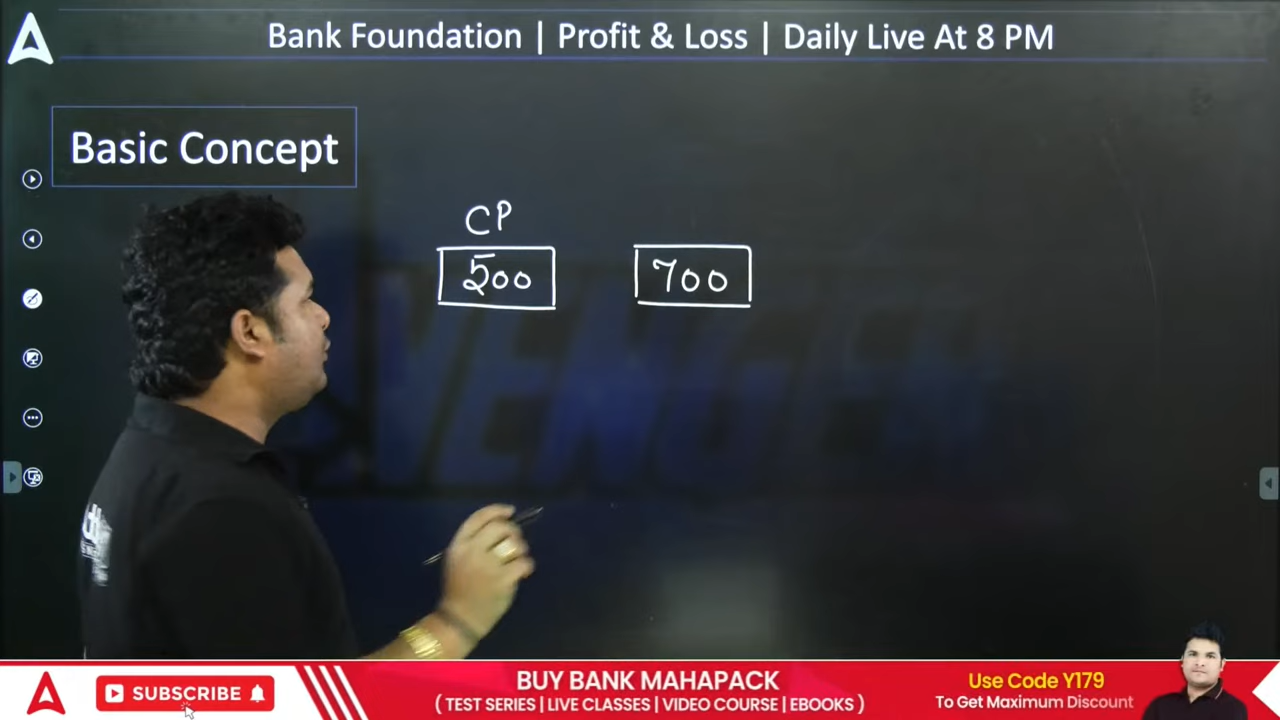 Bank Foundation | Profit & Loss | Daily Live At 8 PM
Basic Concept
CP
500 700
SUBSCRIBE
BUY BANK MAHAPACK
( TEST SERIES | LIVE CLASSES | VIDEO COURSE | EBOOKS )
Use Code Y179
To Get Maximum Discount